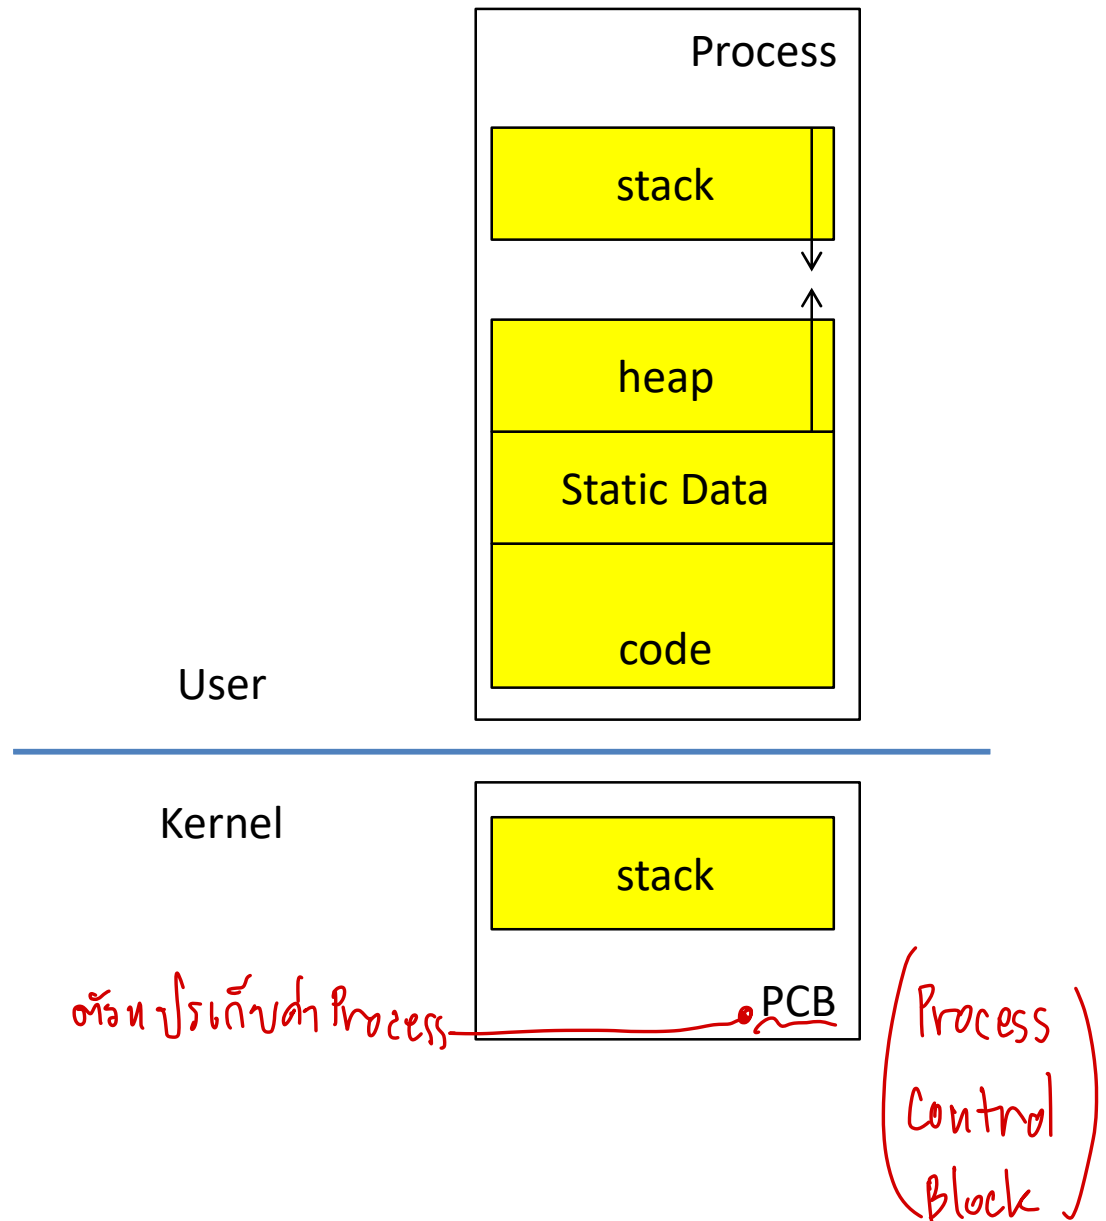 Process
stack
heap
Static Data
code
User
Kernel
stack
PCB
ตัวแปรเก็บค่า Process
(Process
Control
Block)